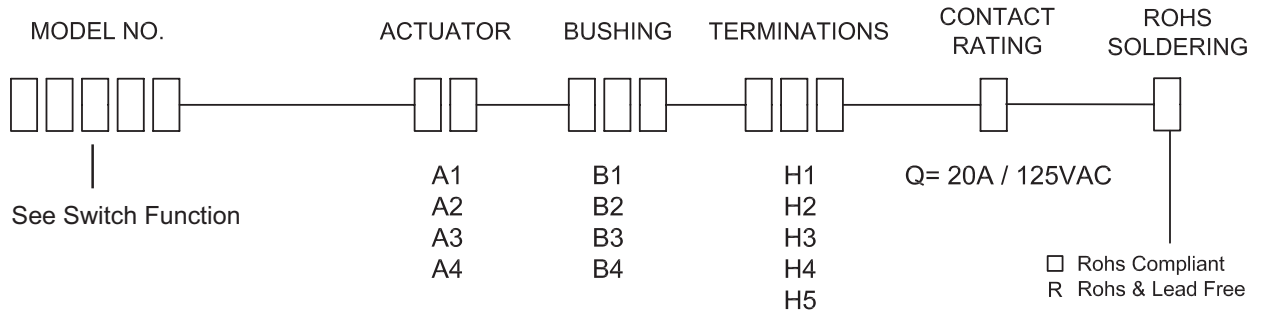 MODEL NO.
ACTUATOR
BUSHING
TERMINATIONS
CONTACT
RATING
ROHS
SOLDERING
See Switch Function
A1
A2
A3
A4
B1
B2
B3
B4
H1
H2
H3
H4
H5
Q= 20A / 125VAC
Rohs Compliant
R Rohs & Lead Free